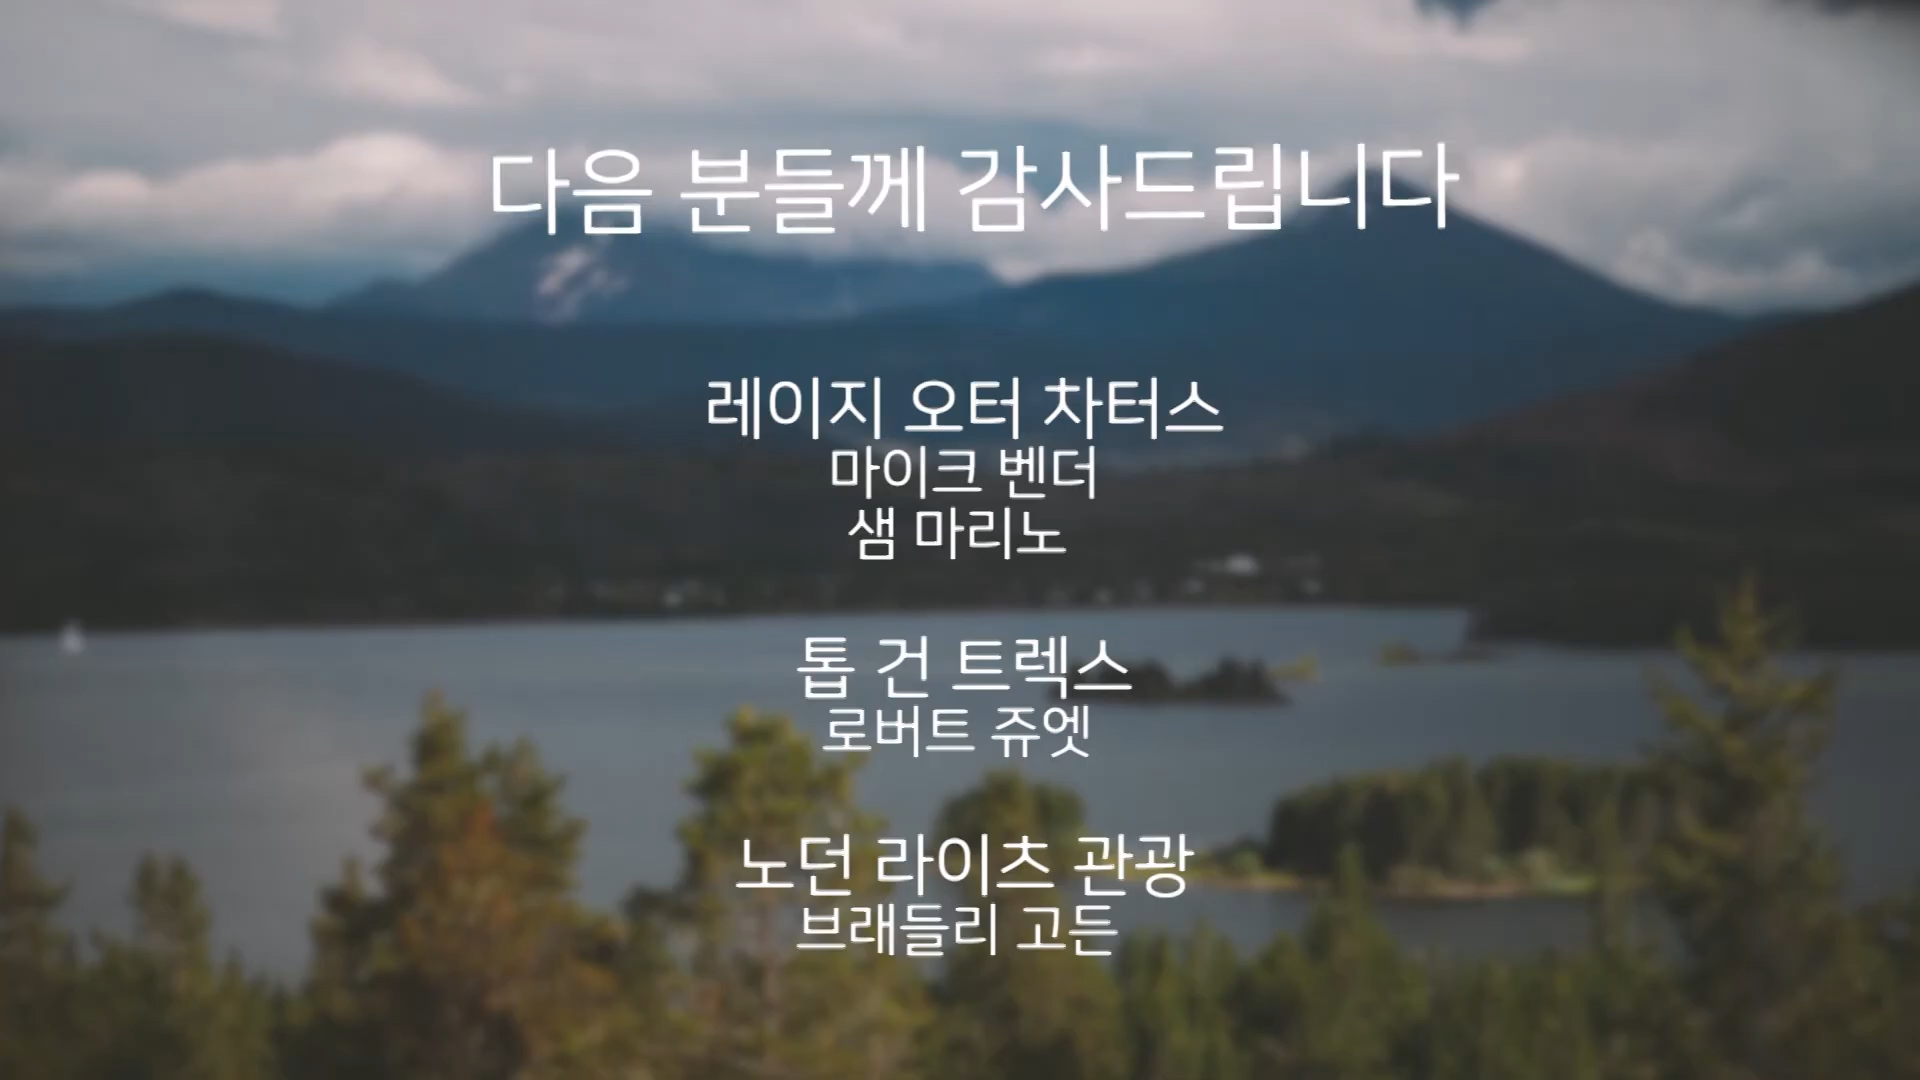 다음 분들께 감사드립니다
레이지 오터 차터스
마이크 벤더
샘 마리노
톱 건 트렉스
로버트 쥬엣
노던 라이츠 관광
브래들리 고든